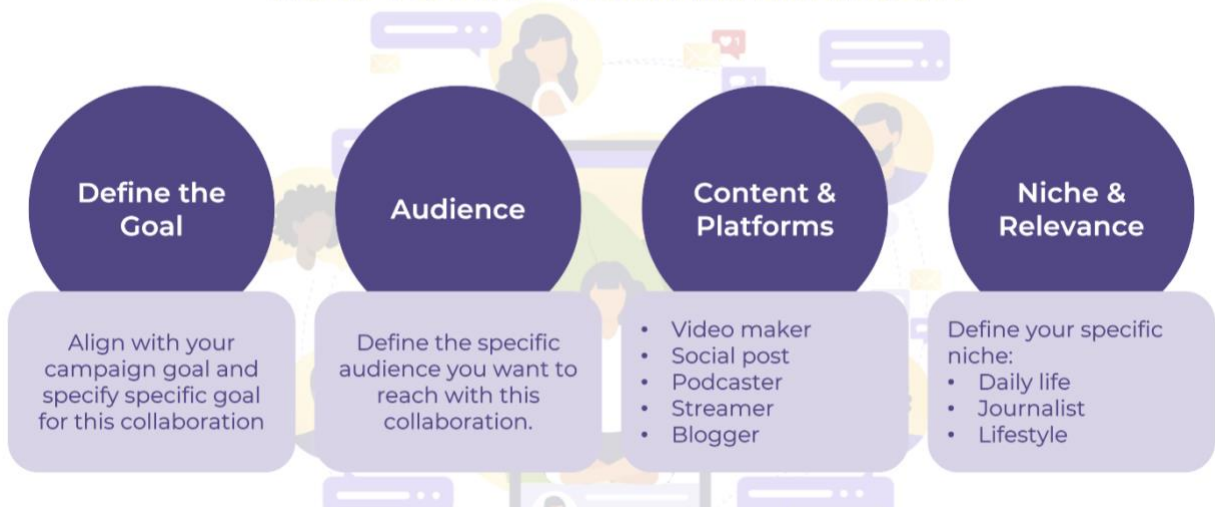 Define the
Goal
Align with your
campaign goal and
specify specific goal
for this collaboration
Audience
Define the specific
audience you want to
reach with this
collaboration.
Content &
Platforms
• Video maker
• Social post
• Podcaster
• Streamer
• Blogger
Niche &
Relevance
Define your specific
niche:
• Daily life
• Journalist
• Lifestyle
1
1